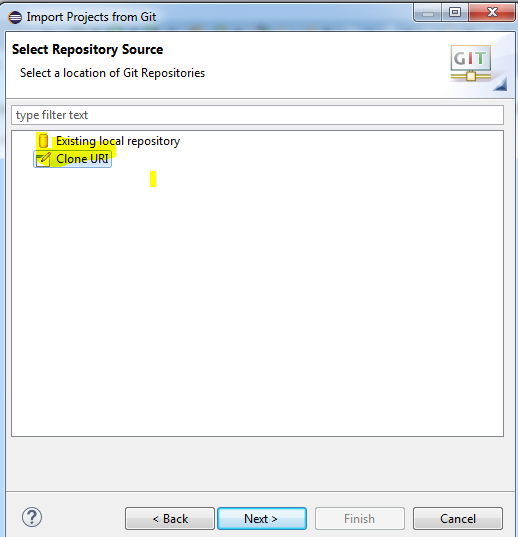 Import Projects from Git
Select Repository Source
Select a location of Git Repositories
GIT
type filter text
Existing local repository
Clone URI
?
< Back
Next >
Finish
Cancel